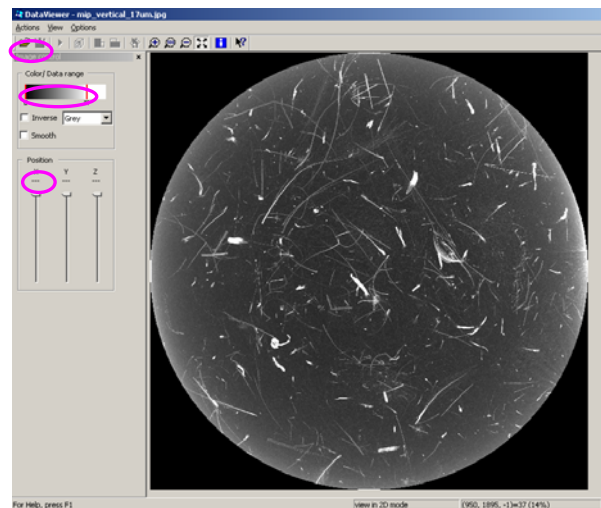 DataViewer - mip_vertical_17um.jpg
Actions View Options
Color/Data range
Inverse Grey
Smooth
Position
Y Z
--- --- ---
For Help, press F1 view in 2D mode (950, 1895, -1)=37 (14%)